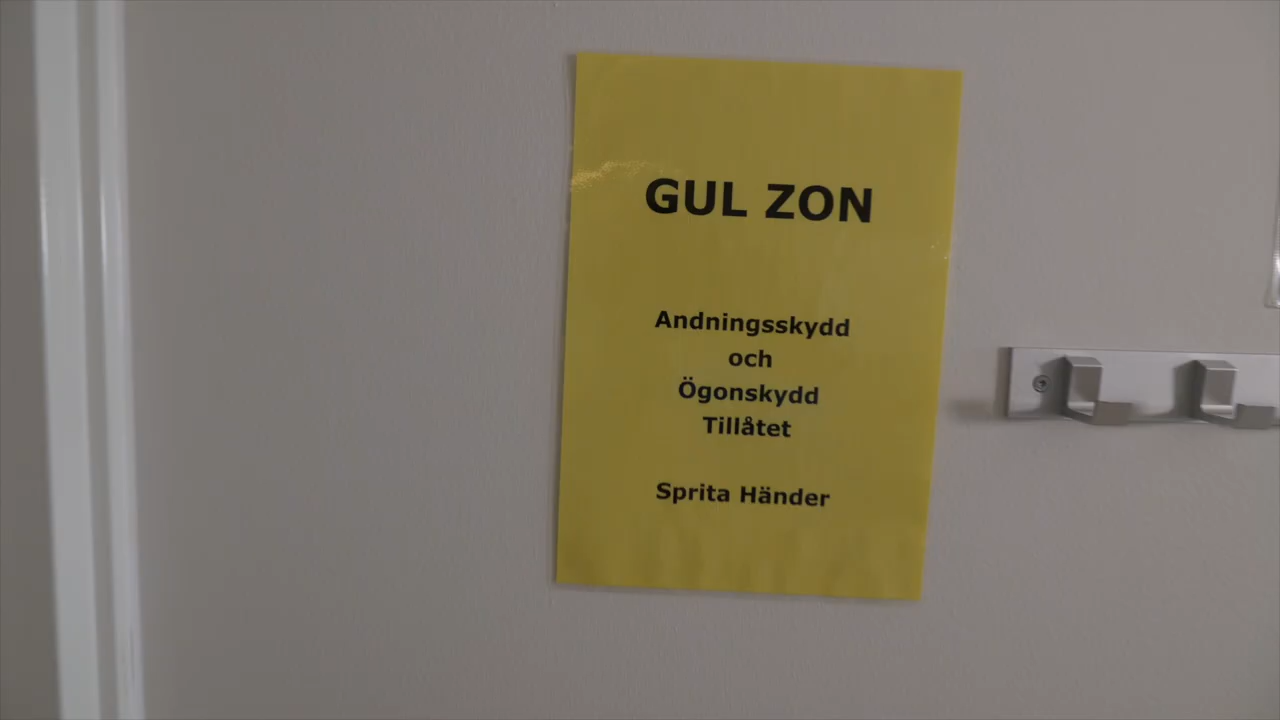 GUL ZON
Andningsskydd
och
Ögonskydd
Tillåtet
Sprita Händer